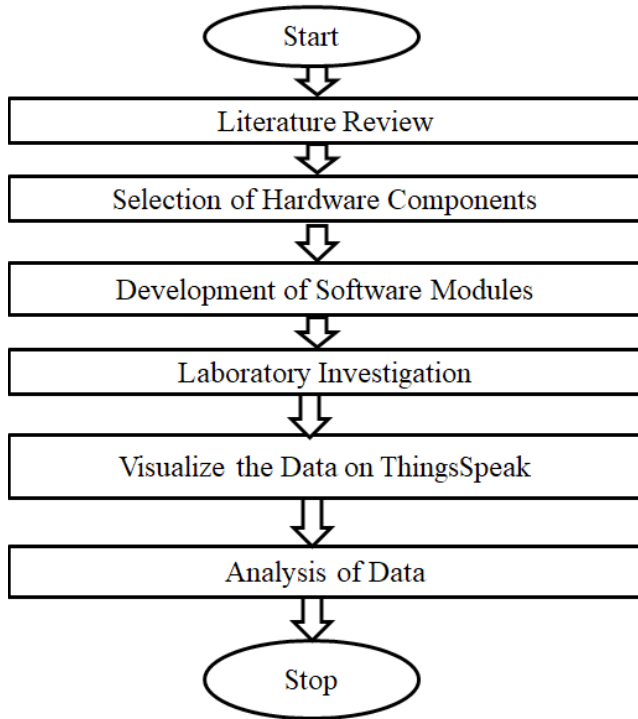 Start
Literature Review
Selection of Hardware Components
Development of Software Modules
Laboratory Investigation
Visualize the Data on ThingsSpeak
Analysis of Data
Stop